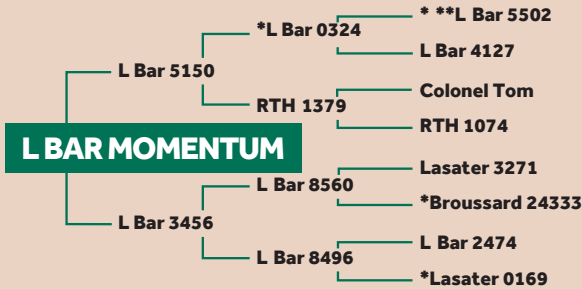 * **L Bar 5502
*L Bar 0324
L Bar 4127
L Bar 5150
Colonel Tom
RTH 1379
RTH 1074
L BAR MOMENTUM
Lasater 3271
L Bar 8560
*Broussard 24333
L Bar 3456
L Bar 2474
L Bar 8496
*Lasater 0169